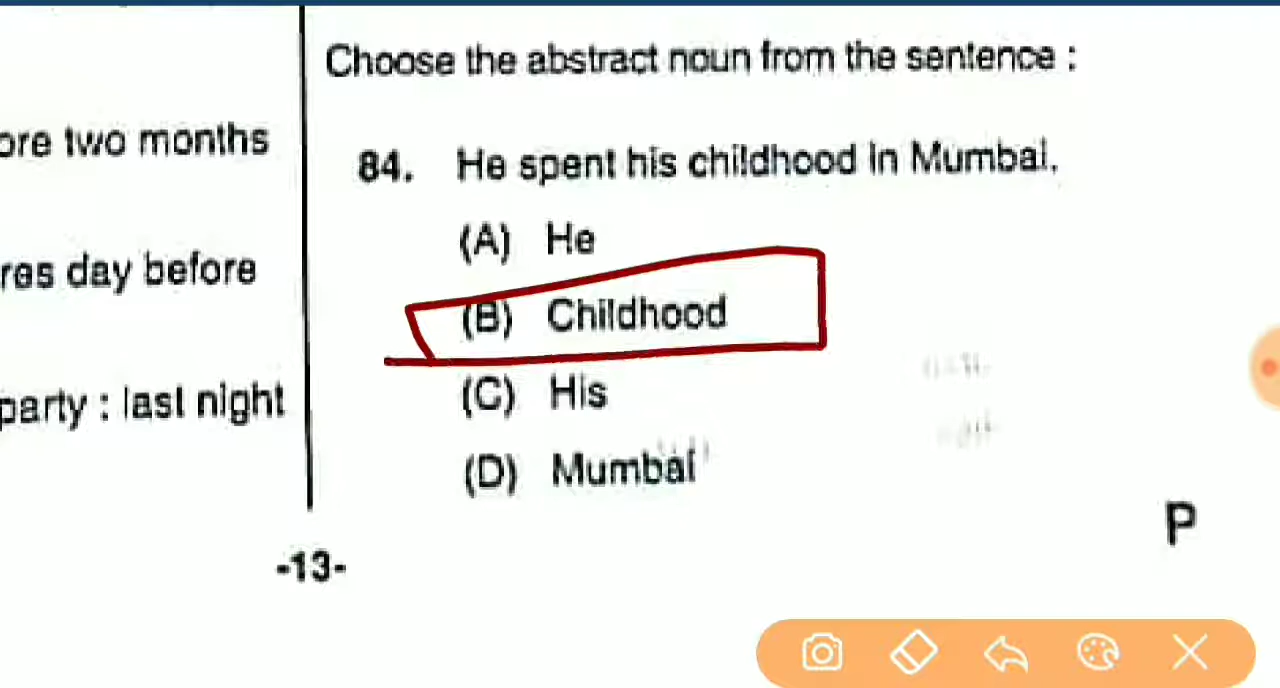 ore two months
res day before
party : last night
-13-
Choose the abstract noun from the sentence :
84. He spent his childhood in Mumbai.
(A) He
(B) Childhood
(C) His
(D) Mumbai
P